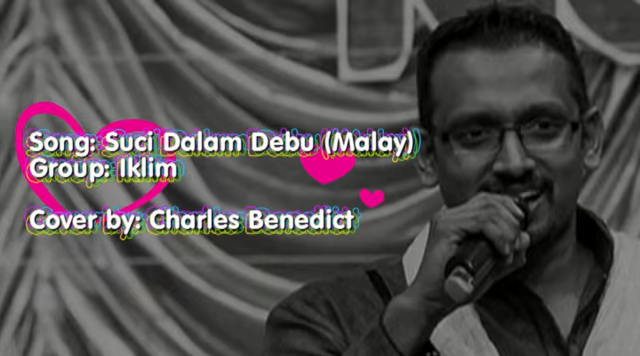 Song: Suci Dalam Debu (Malay)
Group: Iklim
Cover by: Charles Benedict